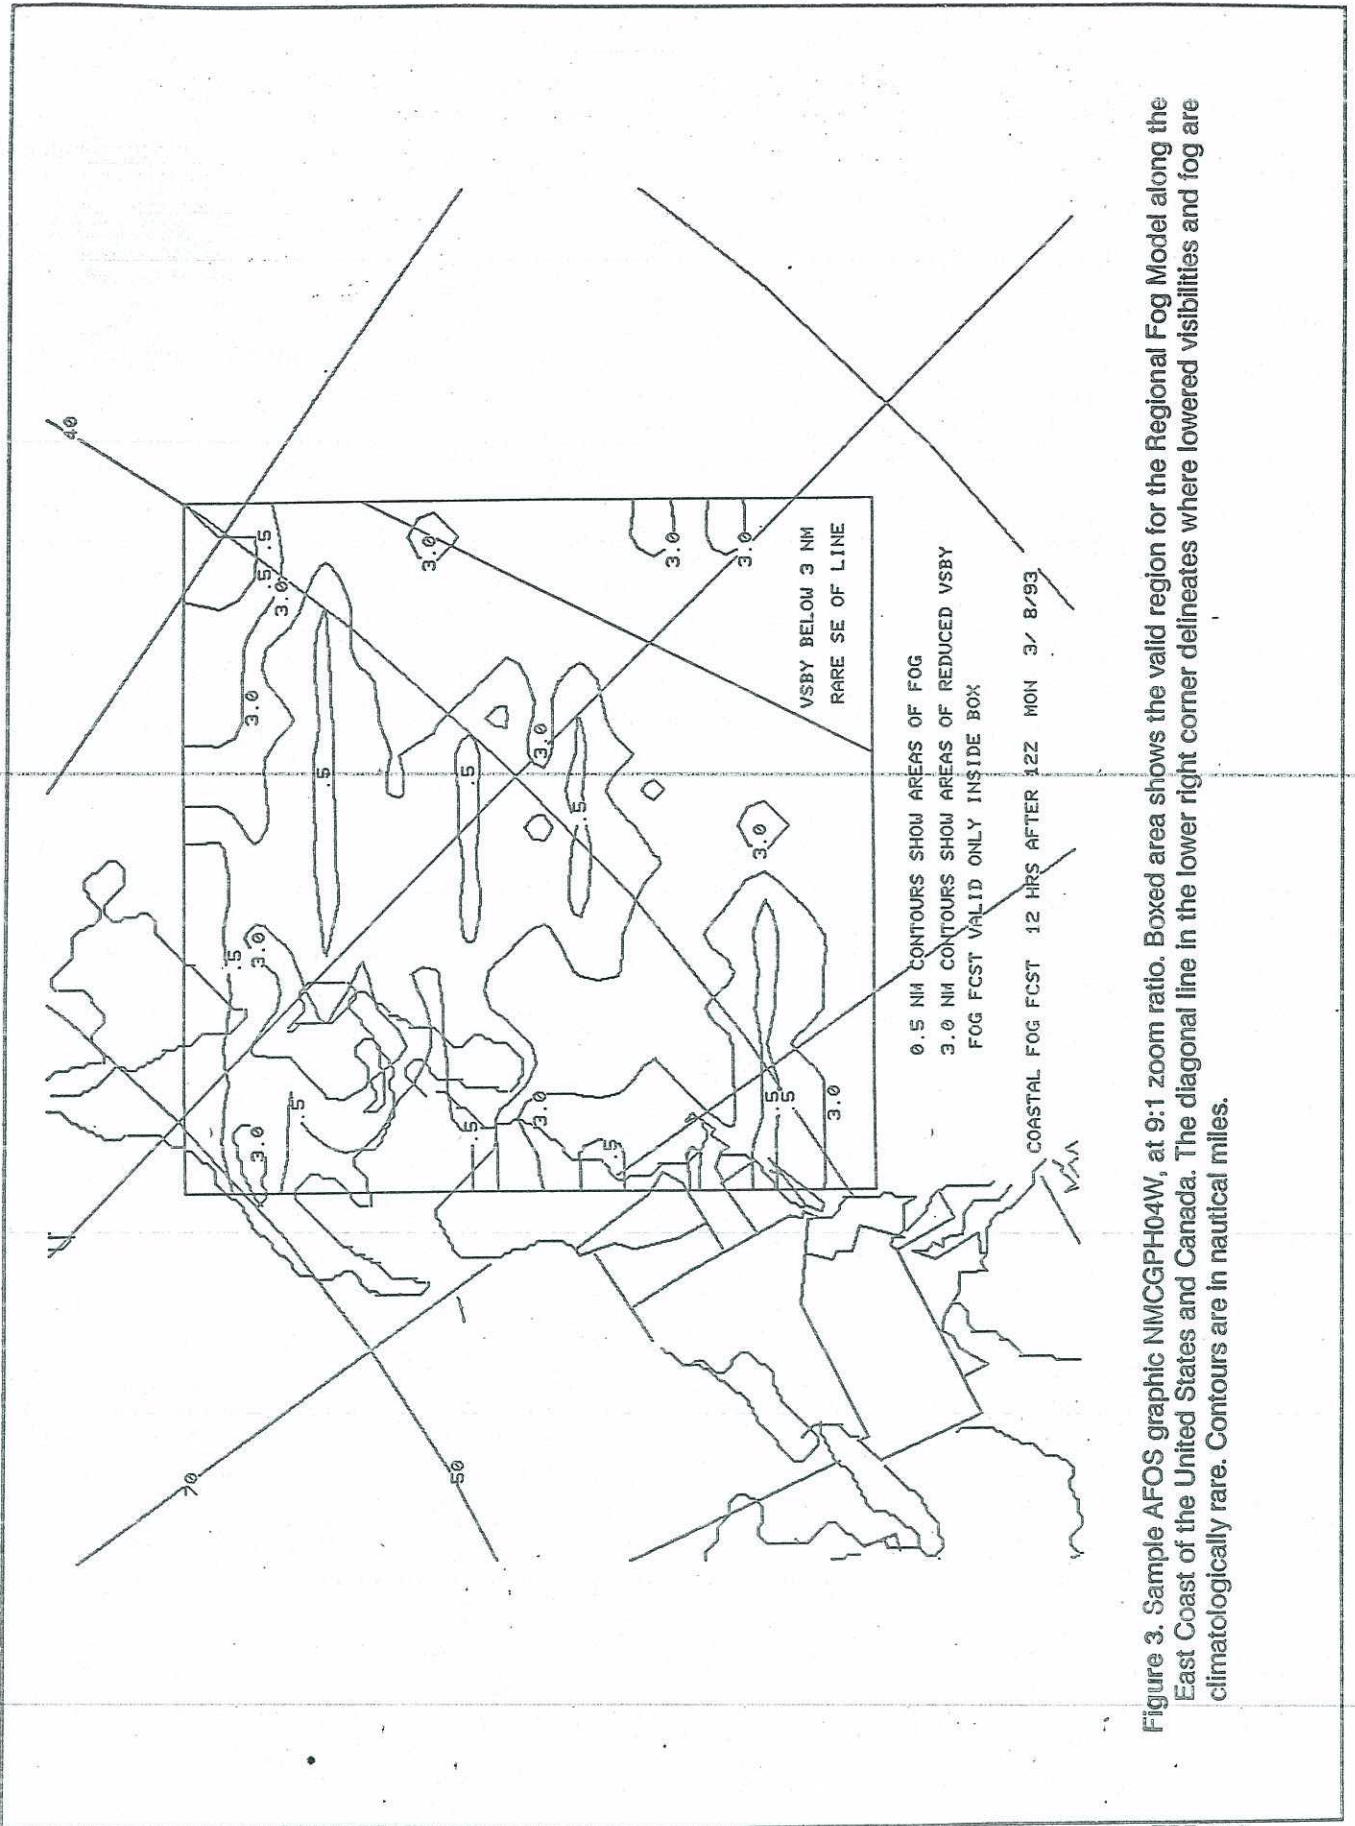 40
.5
.5
3.0
3.0
3.0
.5
.5
3.0
.5
3.0
3.0
3.0
.5
3.0
3.0
.5
.5
3.0
.5
.5
.5
3.0
70
50
VSBY BELOW 3 NM
RARE SE OF LINE
0.5 NM CONTOURS SHOW AREAS OF FOG
3.0 NM CONTOURS SHOW AREAS OF REDUCED VSBY
FOG FCST VALID ONLY INSIDE BOX
COASTAL FOG FCST 12 HRS AFTER 12Z MON 3/ 8/93
Figure 3. Sample AFOS graphic NMCGPH04W, at 9:1 zoom ratio. Boxed area shows the valid region for the Regional Fog Model along the
East Coast of the United States and Canada. The diagonal line in the lower right corner delineates where lowered visibilities and fog are
climatologically rare. Contours are in nautical miles.